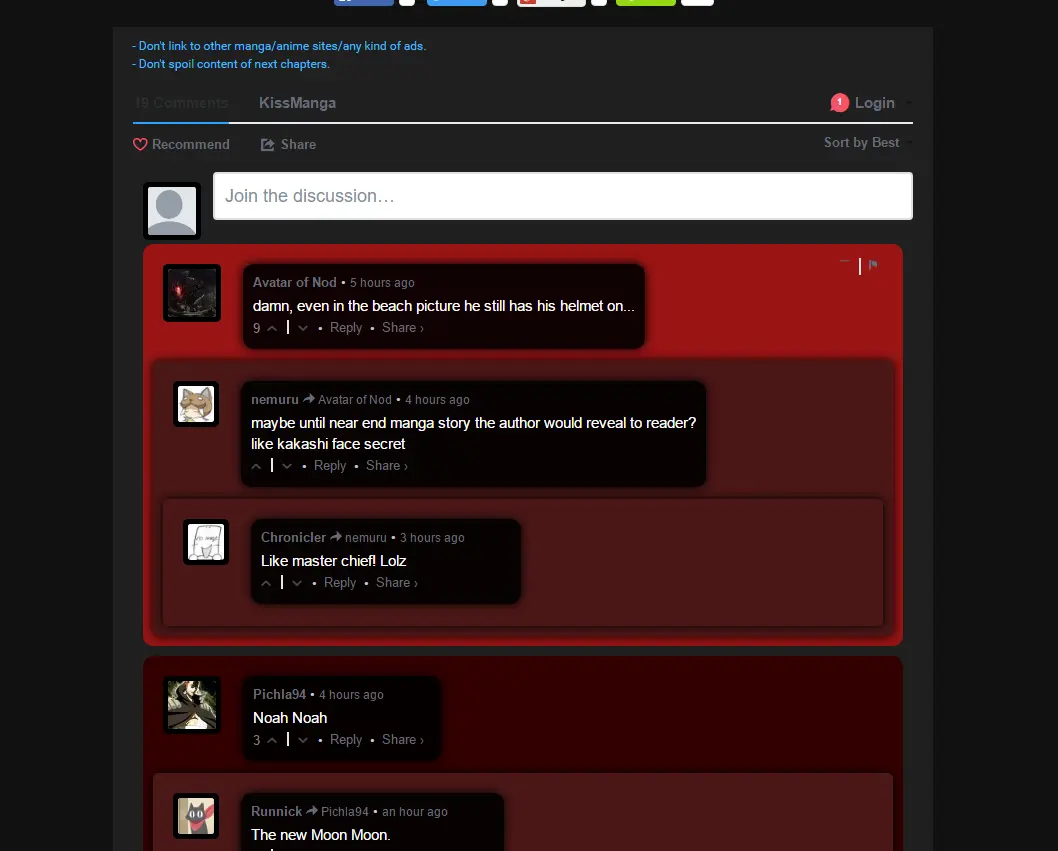 - Don't link to other manga/anime sites/any kind of ads.
- Don't spoil content of next chapters.
19 Comments KissManga 1 Login
Recommend Share Sort by Best
Join the discussion…
Avatar of Nod • 5 hours ago
damn, even in the beach picture he still has his helmet on...
9 • Reply • Share ›
nemuru Avatar of Nod • 4 hours ago
maybe until near end manga story the author would reveal to reader?
like kakashi face secret
• Reply • Share ›
Chronicler nemuru • 3 hours ago
Like master chief! Lolz
• Reply • Share ›
Pichla94 • 4 hours ago
Noah Noah
3 • Reply • Share ›
Runnick Pichla94 • an hour ago
The new Moon Moon.